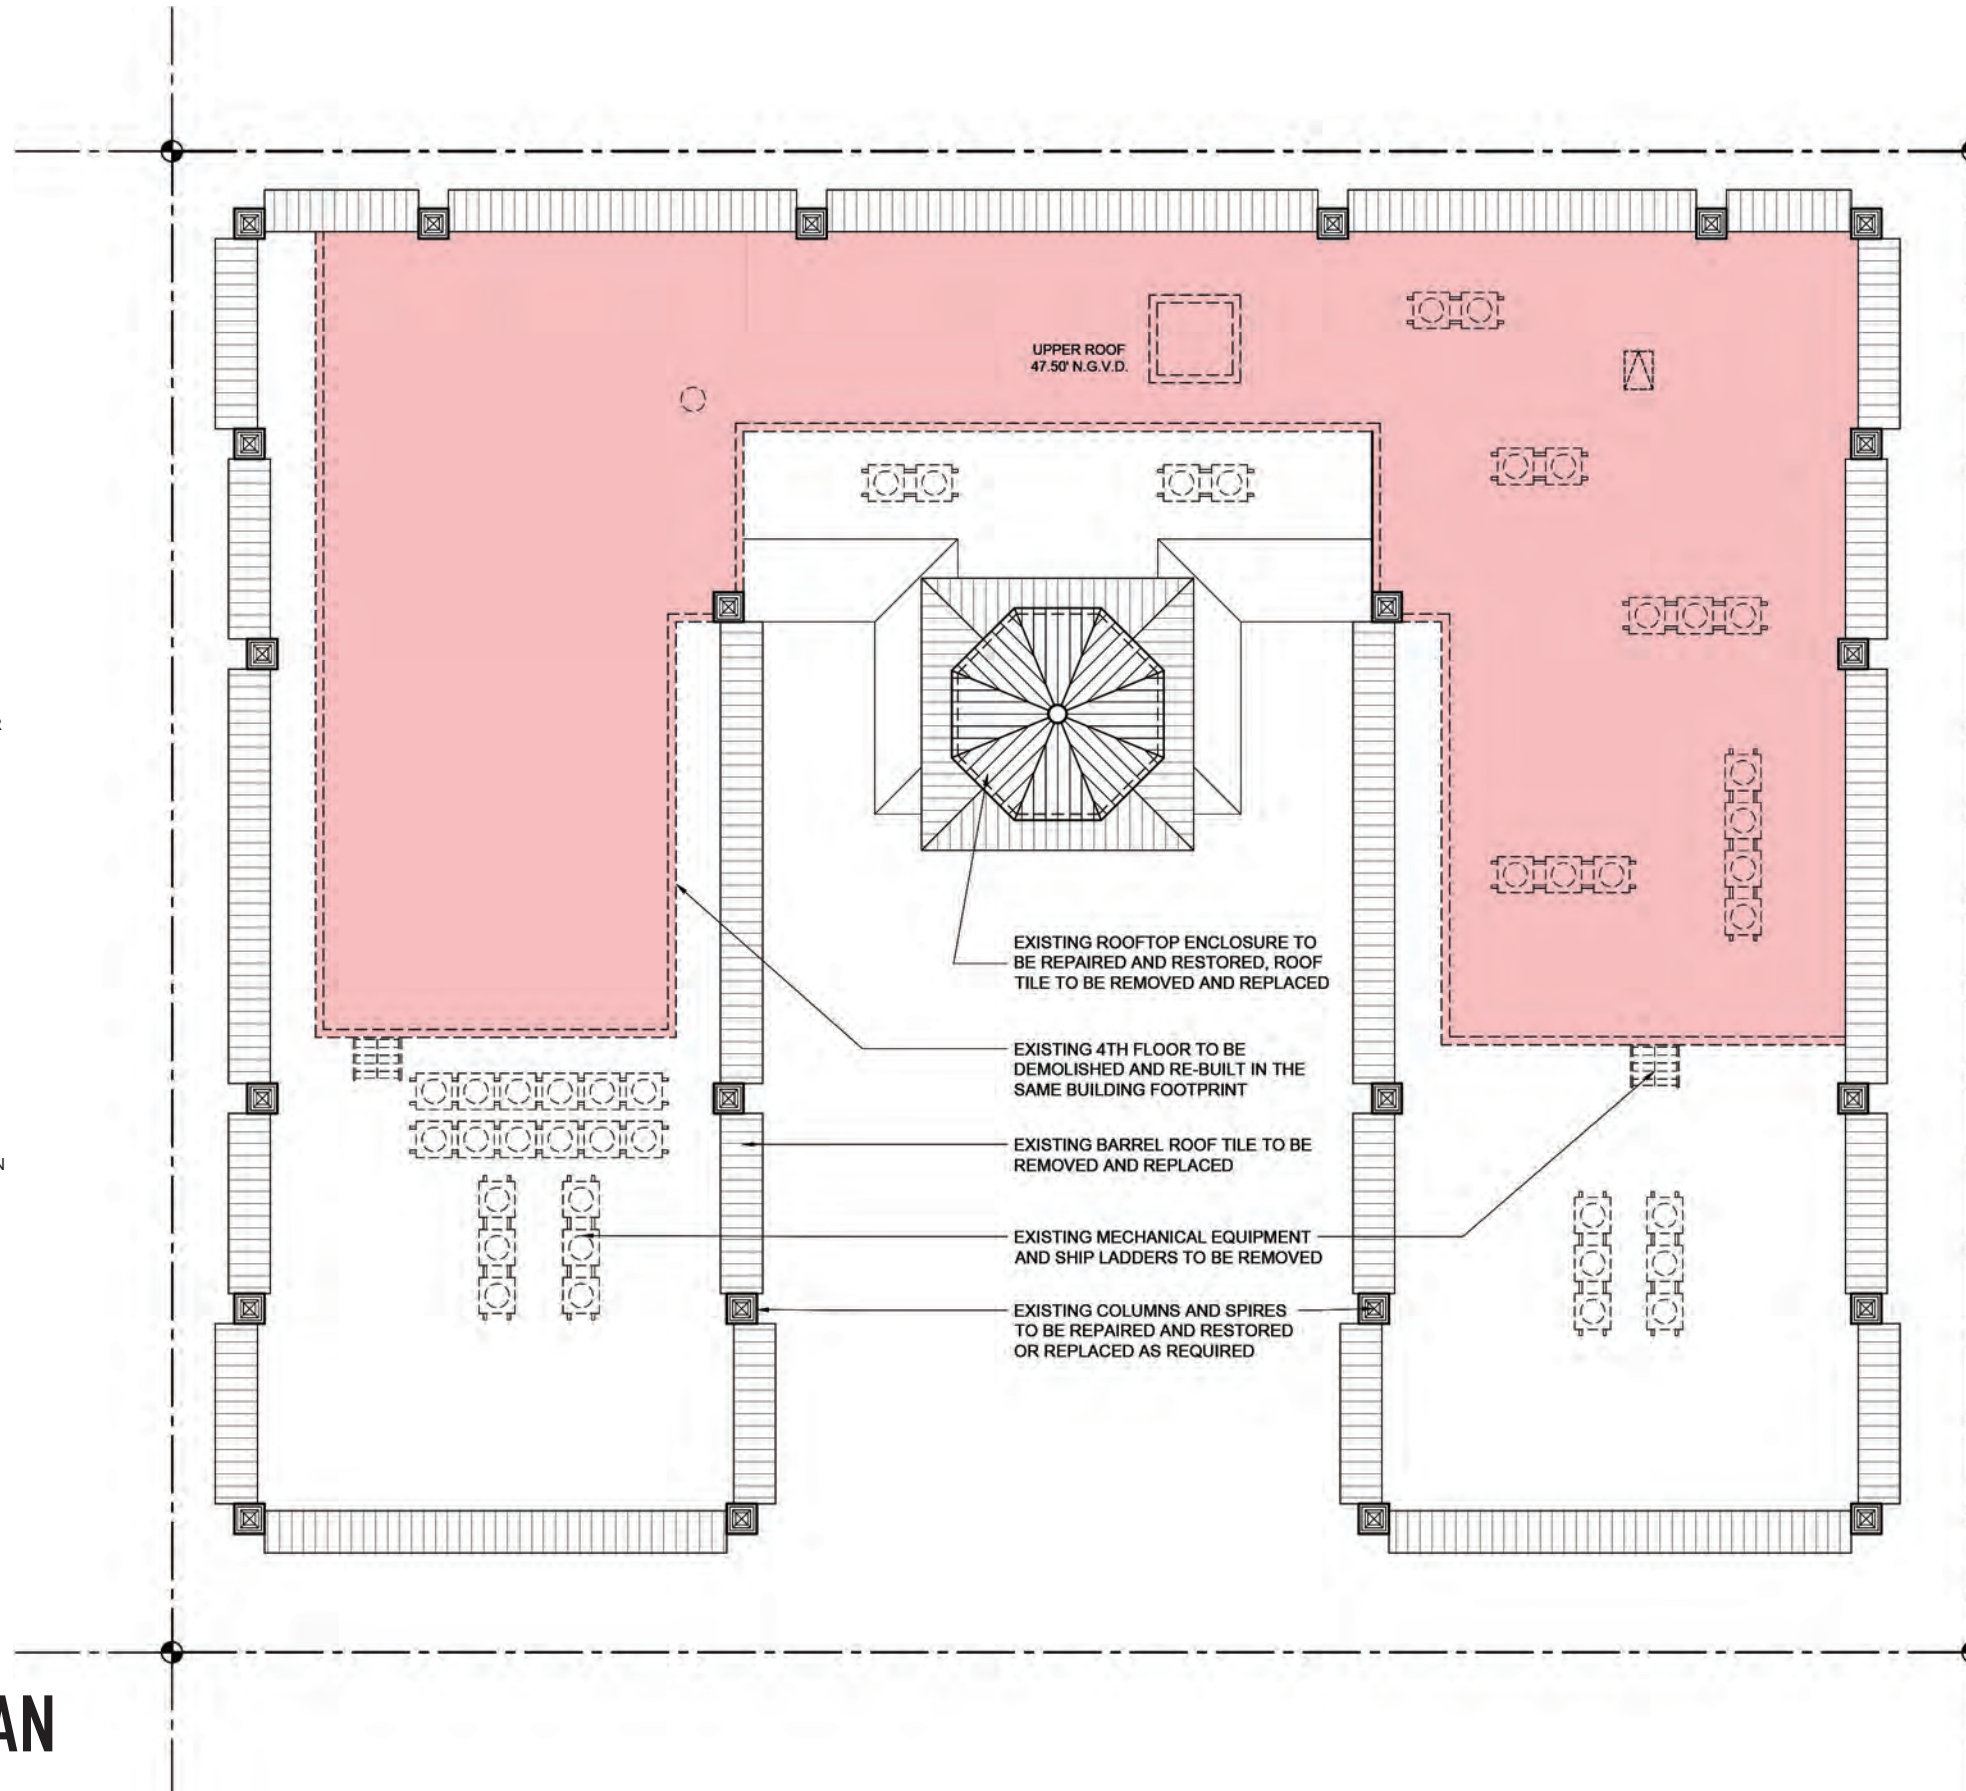 UPPER ROOF
47.50' N.G.V.D.
R
EXISTING ROOFTOP ENCLOSURE TO
BE REPAIRED AND RESTORED, ROOF
TILE TO BE REMOVED AND REPLACED
EXISTING 4TH FLOOR TO BE
DEMOLISHED AND RE-BUILT IN THE
SAME BUILDING FOOTPRINT
EXISTING BARREL ROOF TILE TO BE
REMOVED AND REPLACED
N
EXISTING MECHANICAL EQUIPMENT
AND SHIP LADDERS TO BE REMOVED
EXISTING COLUMNS AND SPIRES
TO BE REPAIRED AND RESTORED
OR REPLACED AS REQUIRED
AN